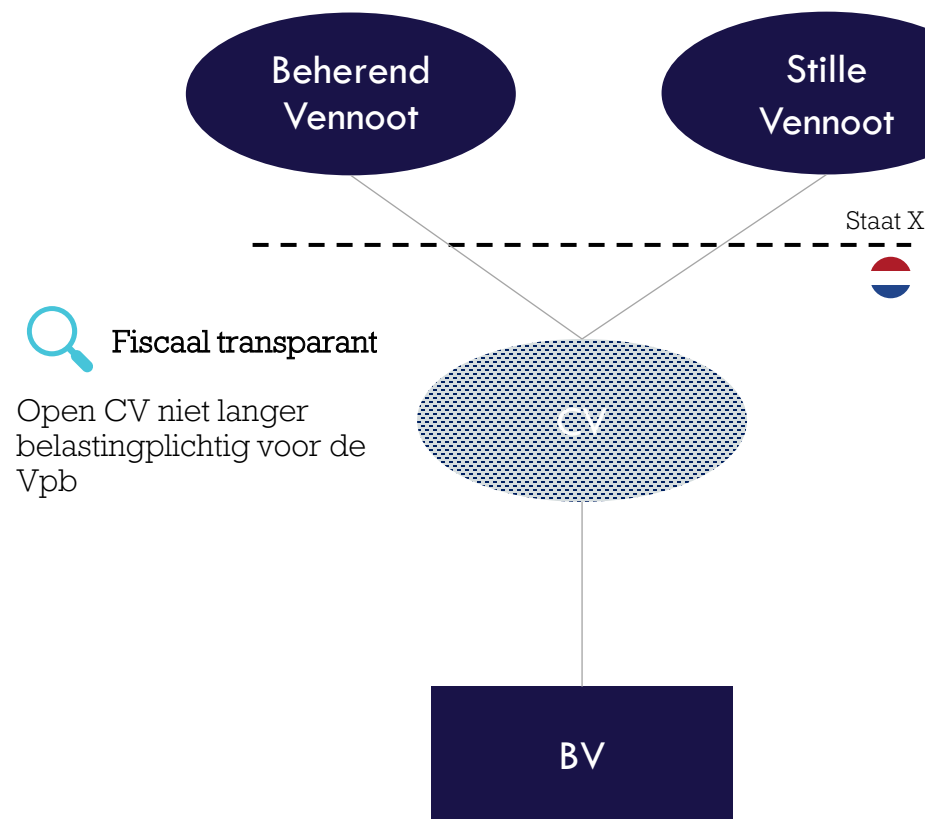 Beherend
Vennoot
Stille
Vennoot
Staat X
Fiscaal transparant
Open CV niet langer
belastingplichtig voor de
Vpb
CV
BV